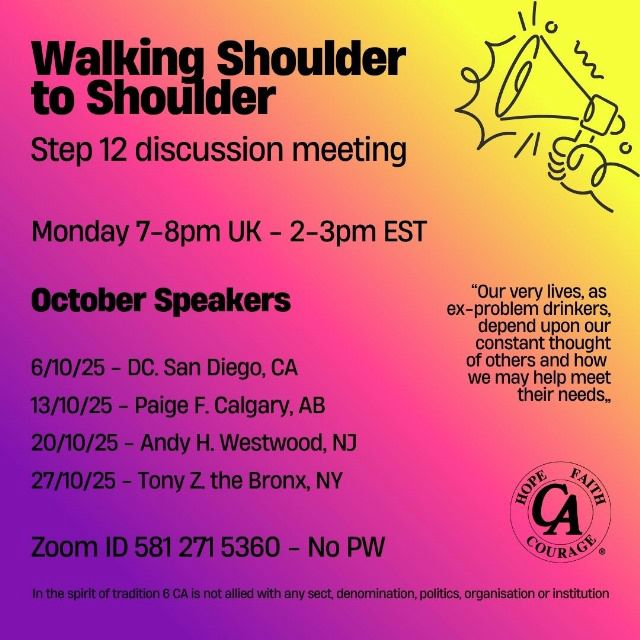 Walking Shoulder
to Shoulder
Step 12 discussion meeting
Monday 7-8pm UK - 2-3pm EST
October Speakers
6/10/25 - DC. San Diego, CA
13/10/25 - Paige F. Calgary, AB
20/10/25 - Andy H. Westwood, NJ
27/10/25 - Tony Z. the Bronx, NY
Zoom ID 581 271 5360 - No PW
“Our very lives, as
ex-problem drinkers,
depend upon our
constant thought
of others and how
we may help meet
their needs„
HOPE FAITH
CA
COURAGE ®
In the spirit of tradition 6 CA is not allied with any sect, denomination, politics, organisation or institution